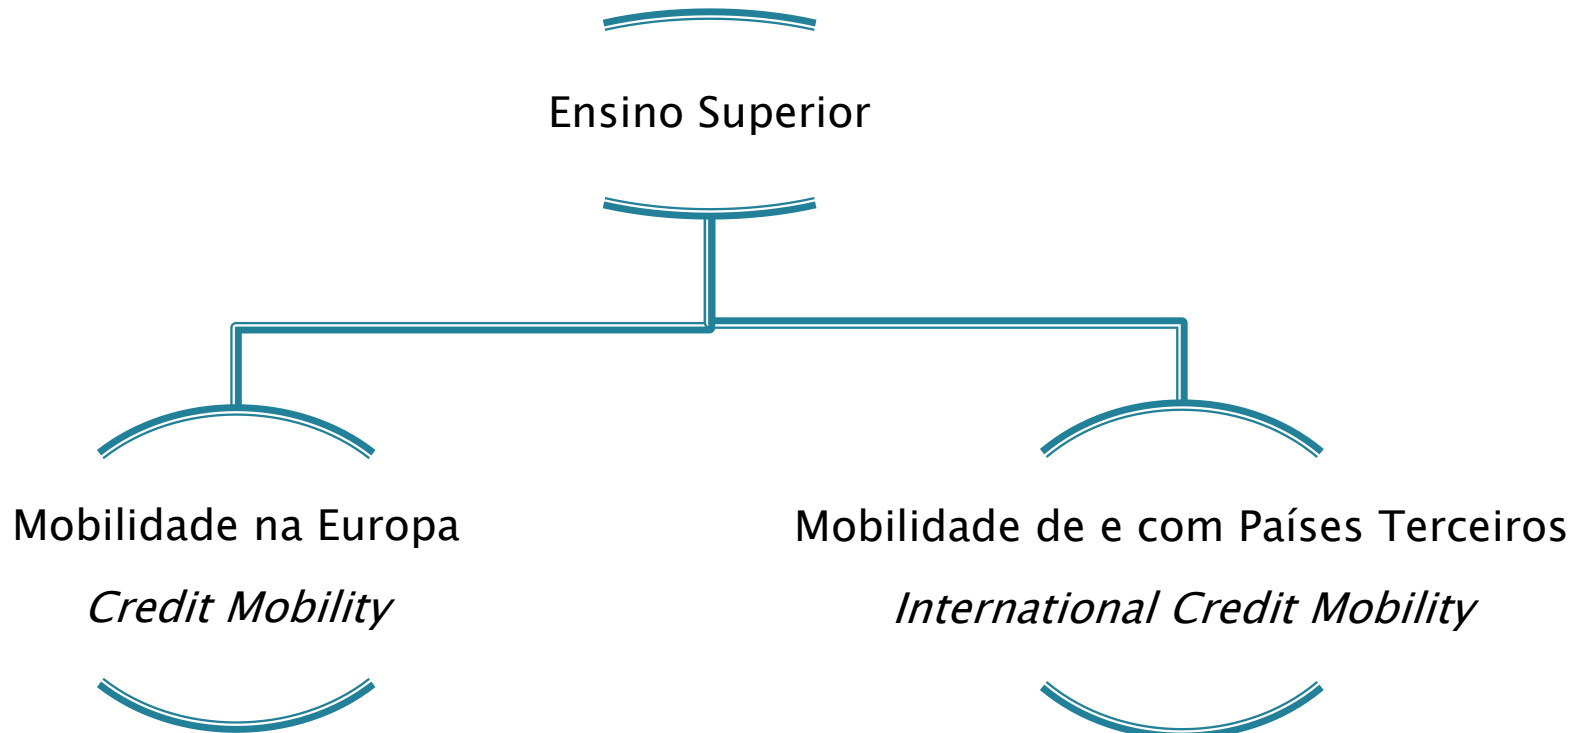 Ensino Superior
Mobilidade na Europa
Credit Mobility
Mobilidade de e com Países Terceiros
International Credit Mobility